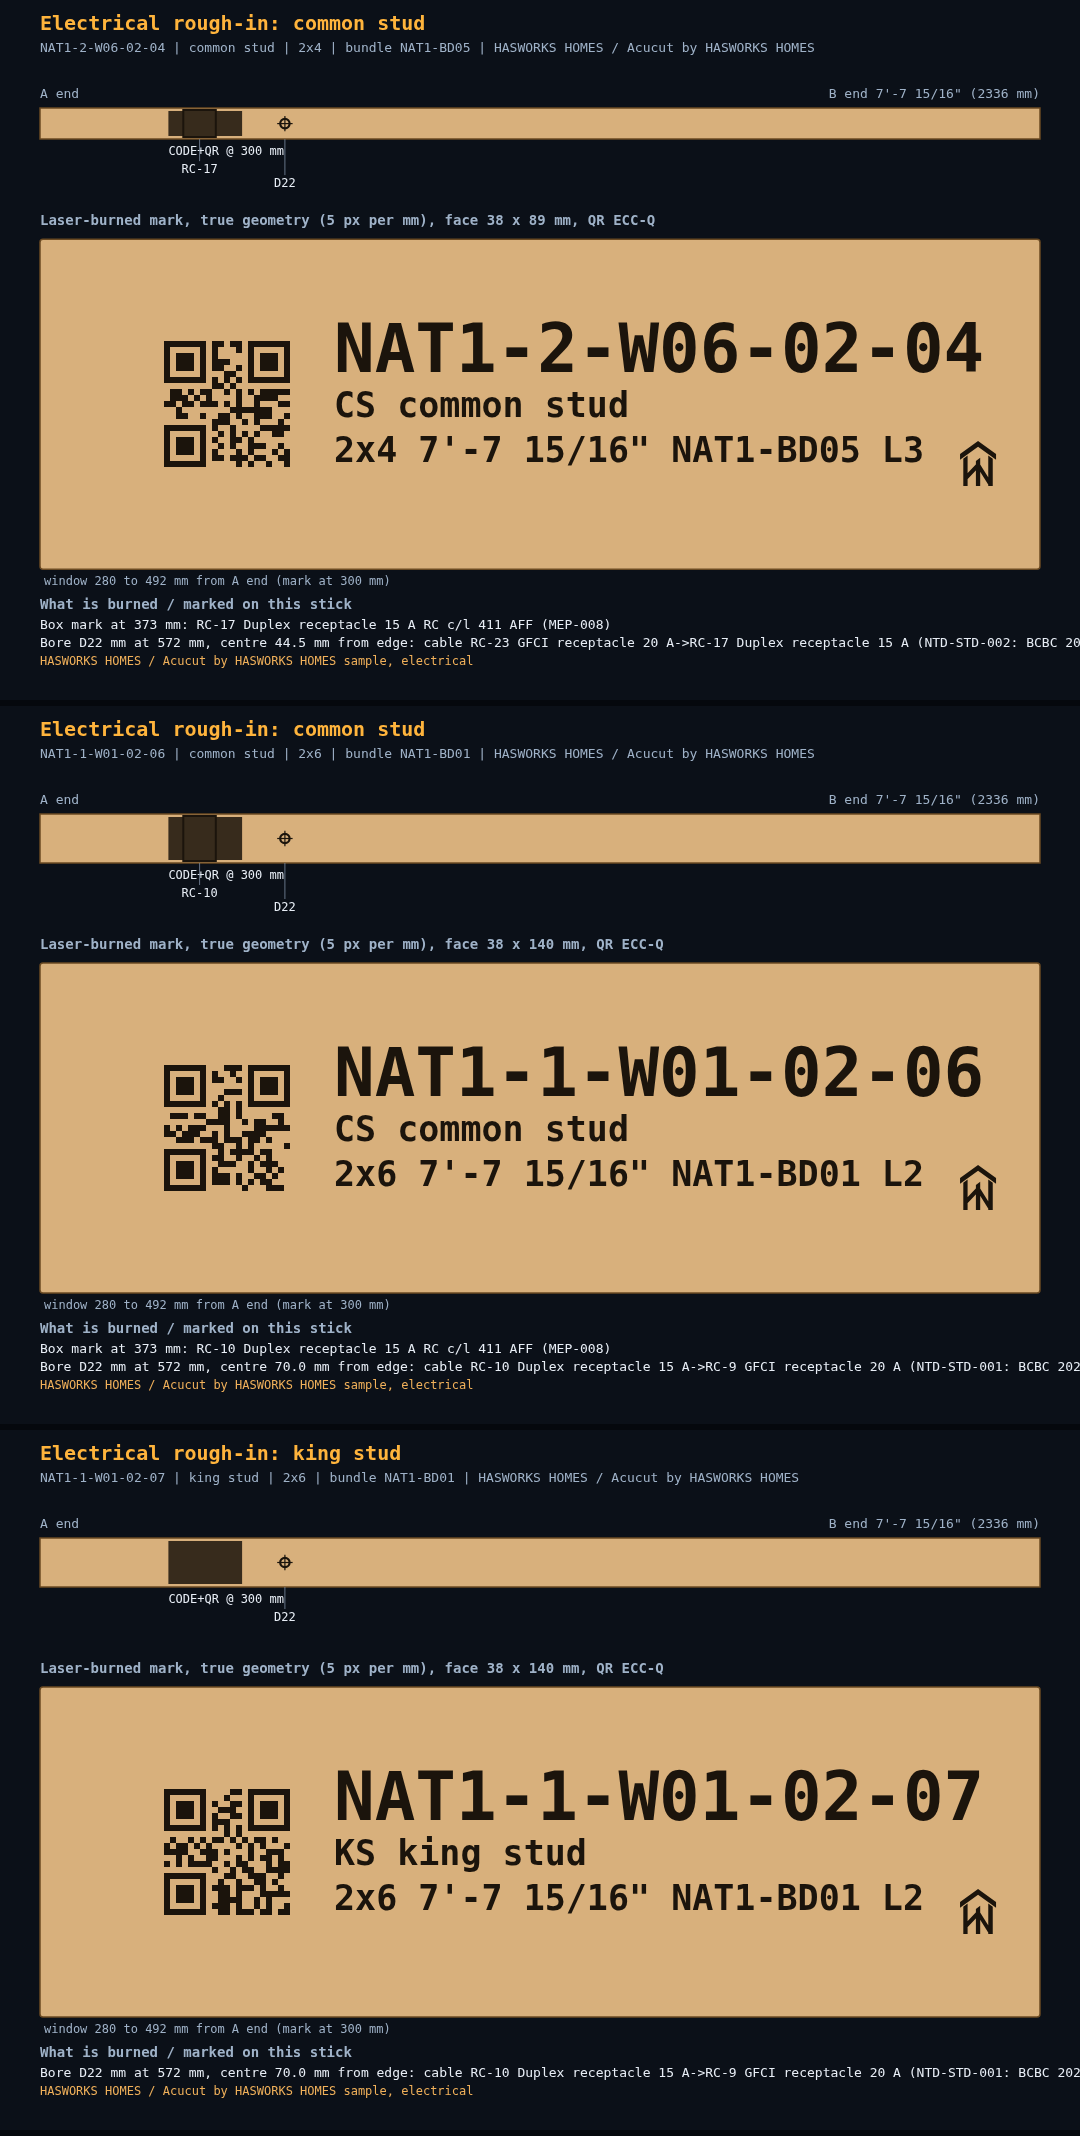 Electrical rough-in: common stud
NAT1-2-W06-02-04 | common stud | 2x4 | bundle NAT1-BD05 | HASWORKS HOMES / Acucut by HASWORKS HOMES
A end
B end 7'-7 15/16" (2336 mm)
CODE+QR @ 300 mm
RC-17
D22
Laser-burned mark, true geometry (5 px per mm), face 38 x 89 mm, QR ECC-Q
NAT1-2-W06-02-04
CS common stud
2x4 7'-7 15/16" NAT1-BD05 L3
window 280 to 492 mm from A end (mark at 300 mm)
What is burned / marked on this stick
Box mark at 373 mm: RC-17 Duplex receptacle 15 A RC c/l 411 AFF (MEP-008)
Bore D22 mm at 572 mm, centre 44.5 mm from edge: cable RC-23 GFCI receptacle 20 A->RC-17 Duplex receptacle 15 A (NTD-STD-002: BCBC 20
HASWORKS HOMES / Acucut by HASWORKS HOMES sample, electrical
Electrical rough-in: common stud
NAT1-1-W01-02-06 | common stud | 2x6 | bundle NAT1-BD01 | HASWORKS HOMES / Acucut by HASWORKS HOMES
A end
B end 7'-7 15/16" (2336 mm)
CODE+QR @ 300 mm
RC-10
D22
Laser-burned mark, true geometry (5 px per mm), face 38 x 140 mm, QR ECC-Q
NAT1-1-W01-02-06
CS common stud
2x6 7'-7 15/16" NAT1-BD01 L2
window 280 to 492 mm from A end (mark at 300 mm)
What is burned / marked on this stick
Box mark at 373 mm: RC-10 Duplex receptacle 15 A RC c/l 411 AFF (MEP-008)
Bore D22 mm at 572 mm, centre 70.0 mm from edge: cable RC-10 Duplex receptacle 15 A->RC-9 GFCI receptacle 20 A (NTD-STD-001: BCBC 202
HASWORKS HOMES / Acucut by HASWORKS HOMES sample, electrical
Electrical rough-in: king stud
NAT1-1-W01-02-07 | king stud | 2x6 | bundle NAT1-BD01 | HASWORKS HOMES / Acucut by HASWORKS HOMES
A end
B end 7'-7 15/16" (2336 mm)
CODE+QR @ 300 mm
D22
Laser-burned mark, true geometry (5 px per mm), face 38 x 140 mm, QR ECC-Q
NAT1-1-W01-02-07
KS king stud
2x6 7'-7 15/16" NAT1-BD01 L2
window 280 to 492 mm from A end (mark at 300 mm)
What is burned / marked on this stick
Bore D22 mm at 572 mm, centre 70.0 mm from edge: cable RC-10 Duplex receptacle 15 A->RC-9 GFCI receptacle 20 A (NTD-STD-001: BCBC 202
HASWORKS HOMES / Acucut by HASWORKS HOMES sample, electrical